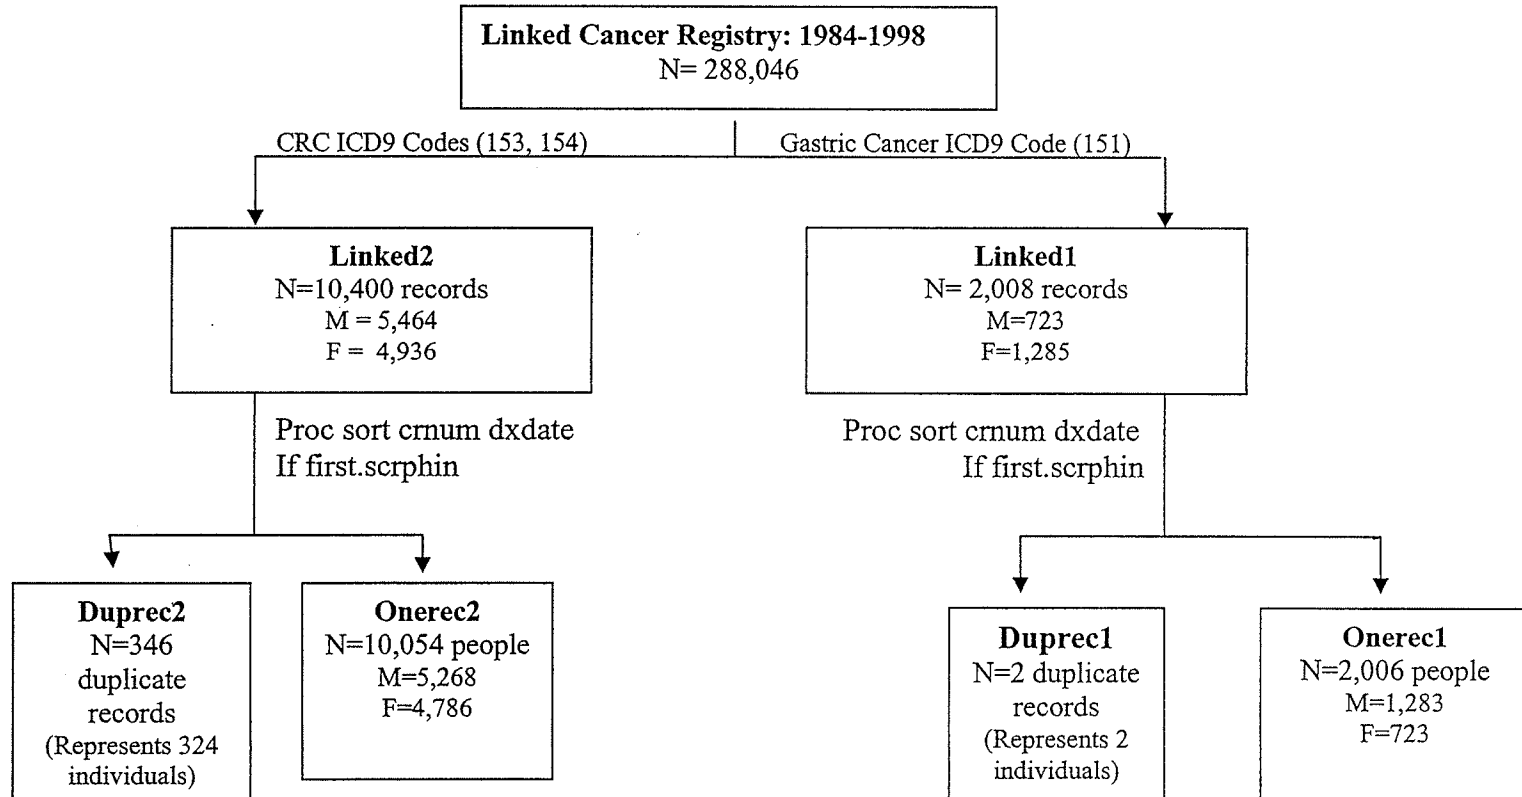 Linked Cancer Registry: 1984-1998
N= 288,046
CRC ICD9 Codes (153, 154)
Gastric Cancer ICD9 Code (151)
Linked2
N=10,400 records
M = 5,464
F = 4,936
Linked1
N= 2,008 records
M=723
F=1,285
Proc sort crnum dxdate
If first.scrphin
Proc sort crnum dxdate
If first.scrphin
Duprec2
N=346
duplicate
records
(Represents 324
individuals)
Onerec2
N=10,054 people
M=5,268
F=4,786
Duprec1
N=2 duplicate
records
(Represents 2
individuals)
Onerec1
N=2,006 people
M=1,283
F=723